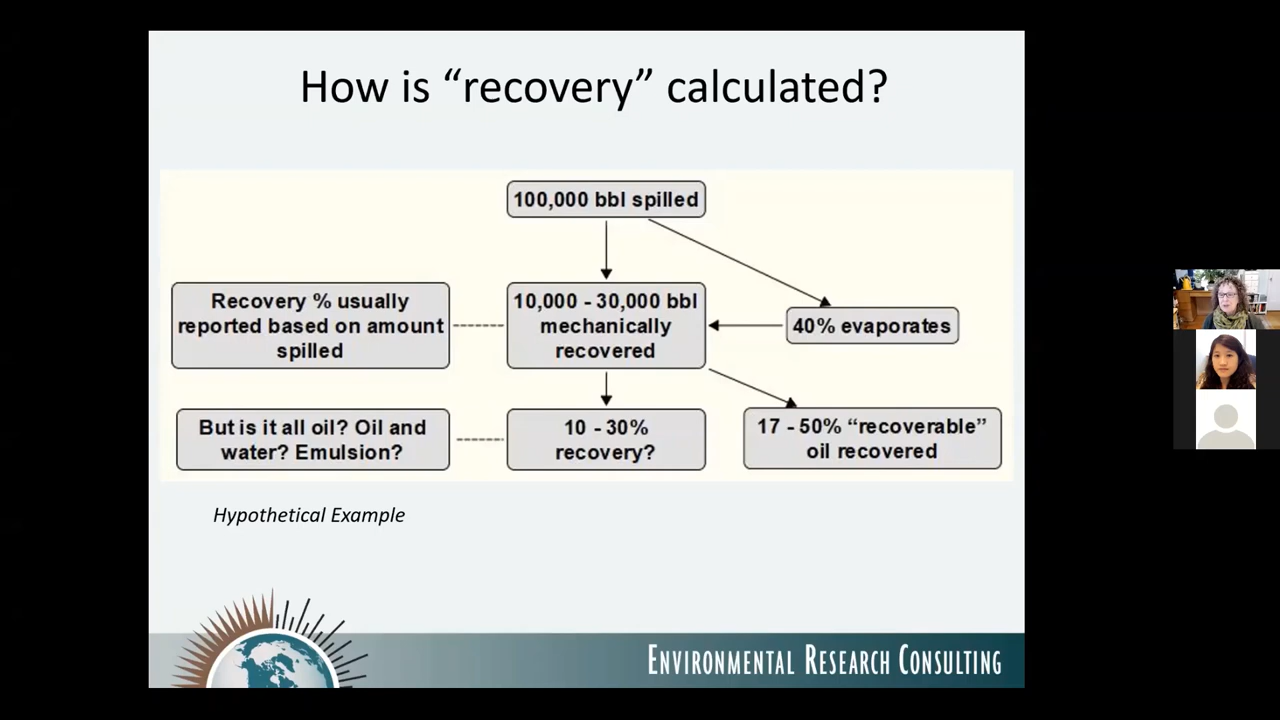 How is “recovery” calculated?
100,000 bbl spilled
Recovery % usually
reported based on amount
spilled
10,000 - 30,000 bbl
mechanically
recovered
40% evaporates
But is it all oil? Oil and
water? Emulsion?
10 - 30%
recovery?
17 - 50% “recoverable”
oil recovered
Hypothetical Example
ENVIRONMENTAL RESEARCH CONSULTING